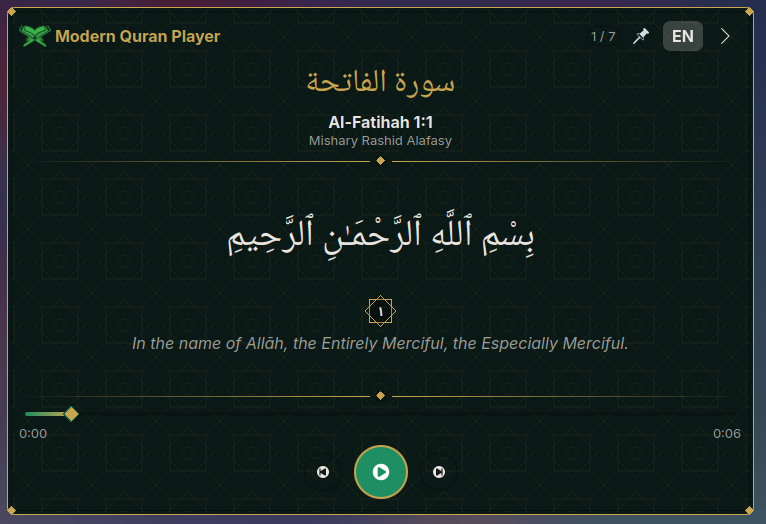 Modern Quran Player
1 / 7
EN
سورة الفاتحة
Al-Fatihah 1:1
Mishary Rashid Alafasy
بِسْمِ ٱللَّهِ ٱلرَّحْمَـٰنِ ٱلرَّحِيمِ
١
In the name of Allāh, the Entirely Merciful, the Especially Merciful.
0:00
0:06